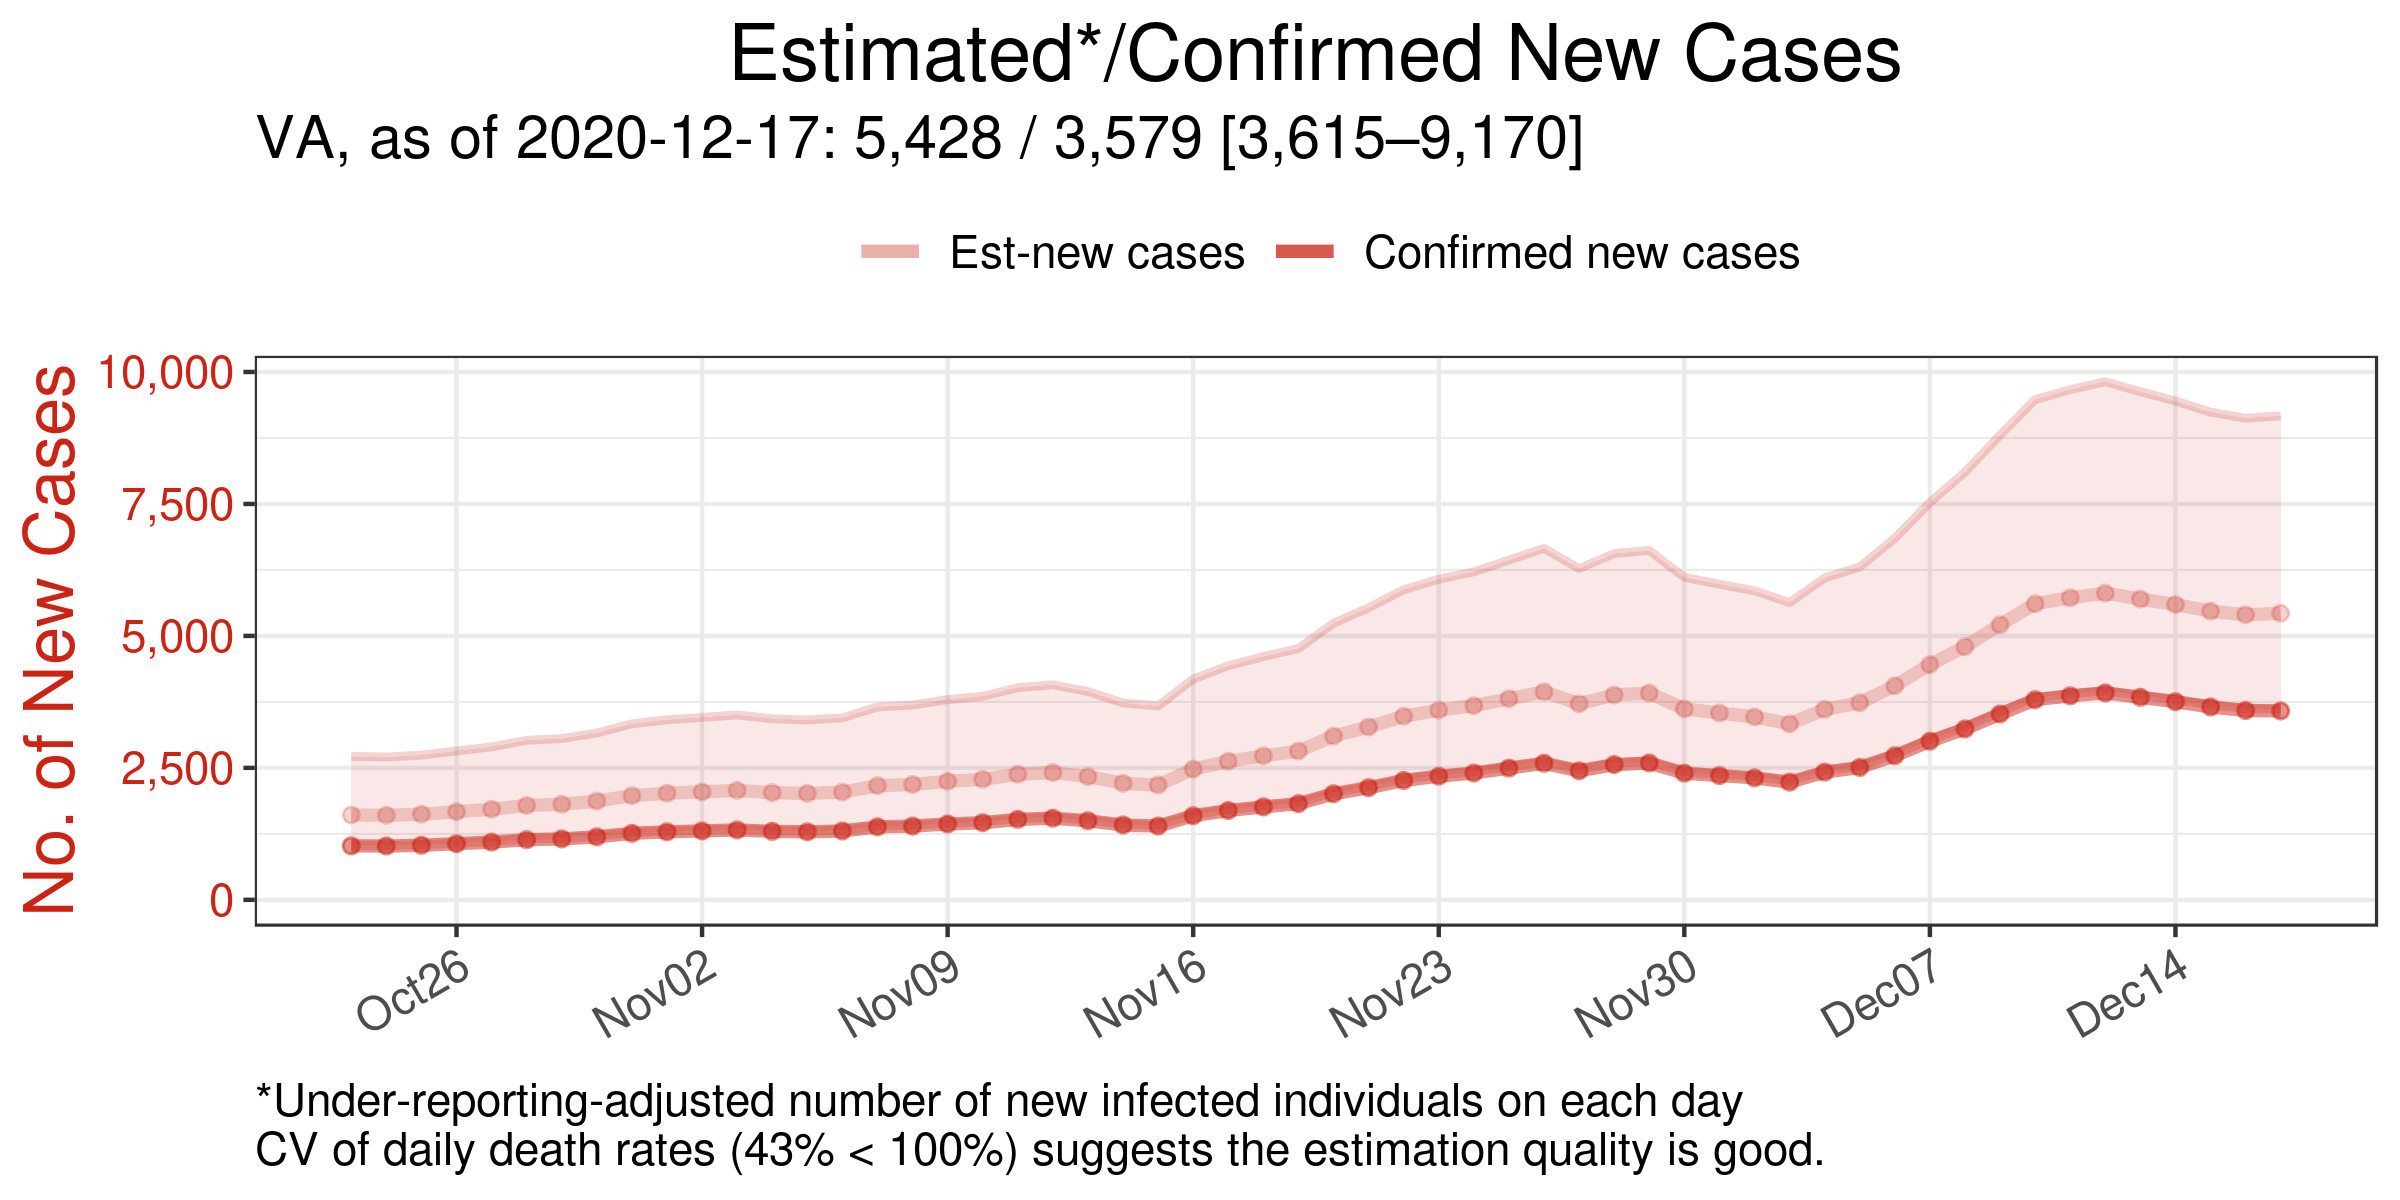 Estimated*/Confirmed New Cases
VA, as of 2020-12-17: 5,428 / 3,579 [3,615–9,170]
Est-new cases
Confirmed new cases
No. of New Cases
10,000
7,500
5,000
2,500
0
Oct26
Nov02
Nov09
Nov16
Nov23
Nov30
Dec07
Dec14
*Under-reporting-adjusted number of new infected individuals on each day
CV of daily death rates (43% < 100%) suggests the estimation quality is good.